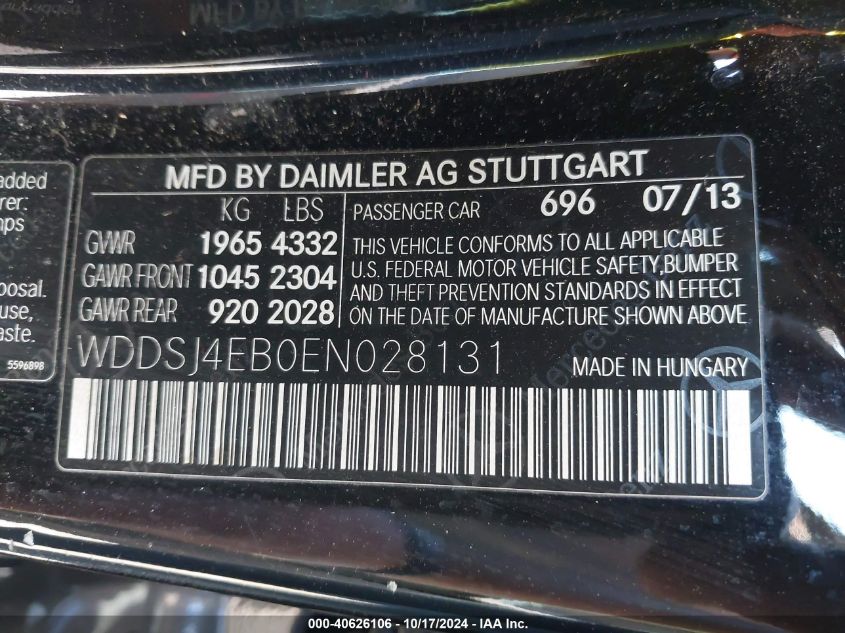 added
MFD BY DAIMLER AG STUTTGART
KG LBS
PASSENGER CAR 696 07/13
GVWR 1965 4332
GAWR FRONT 1045 2304
GAWR REAR 920 2028
THIS VEHICLE CONFORMS TO ALL APPLICABLE
U.S. FEDERAL MOTOR VEHICLE SAFETY,BUMPER
AND THEFT PREVENTION STANDARDS IN EFFECT
ON THE DATE OF MANUFACTURE SHOWN ABOVE.
posal.
use,
aste.
5596898
WDDSJ4EB0EN028131
MADE IN HUNGARY
000-40626106 - 10/17/2024 - IAA Inc.